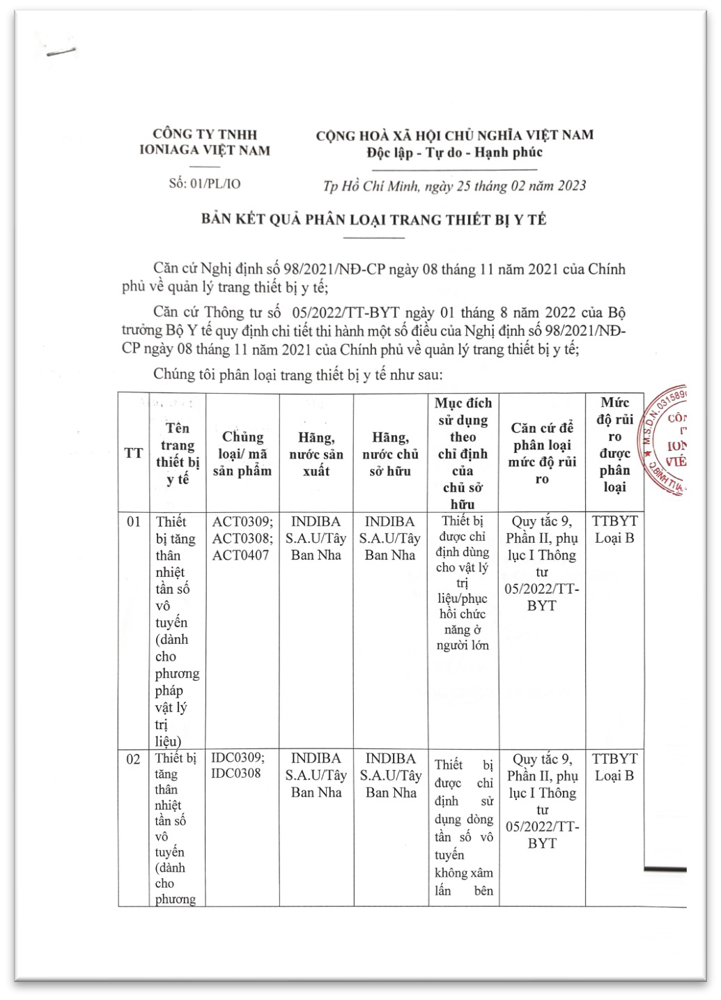 CÔNG TY TNHH
IONIAGA VIỆT NAM
Số: 01/PL/IO
CỘNG HOÀ XÃ HỘI CHỦ NGHĨA VIỆT NAM
Độc lập - Tự do - Hạnh phúc
Tp Hồ Chí Minh, ngày 25 tháng 02 năm 2023
BẢN KẾT QUẢ PHÂN LOẠI TRANG THIẾT BỊ Y TẾ
Căn cứ Nghị định số 98/2021/NĐ-CP ngày 08 tháng 11 năm 2021 của Chính
phủ về quản lý trang thiết bị y tế;
Căn cứ Thông tư số 05/2022/TT-BYT ngày 01 tháng 8 năm 2022 của Bộ
trưởng Bộ Y tế quy định chi tiết thi hành một số điều của Nghị định số 98/2021/NĐ-
CP ngày 08 tháng 11 năm 2021 của Chính phủ về quản lý trang thiết bị y tế;
Chúng tôi phân loại trang thiết bị y tế như sau:
TT
Tên
trang
thiết bị
y tế
Chủng
loại/ mã
sản phẩm
Hãng,
nước sản
xuất
Hãng,
nước chủ
sở hữu
Mục đích
sử dụng
theo
chỉ định
của
chủ sở
hữu
Căn cứ để
phân loại
mức độ rủi
ro
Mức
độ rủi
ro
được
phân
loại
01
Thiết
bị tăng
thân
nhiệt
tần số
vô
tuyến
(dành
cho
phương
pháp
vật lý
trị
liệu)
ACT0309;
ACT0308;
ACT0407
INDIBA
S.A.U/Tây
Ban Nha
INDIBA
S.A.U/Tây
Ban Nha
Thiết bị
được chỉ
định dùng
cho vật lý
trị
liệu/phục
hồi chức
năng ở
người lớn
Quy tắc 9,
Phần II, phụ
lục I Thông
tư
05/2022/TT-
BYT
TTBYT
Loại B
02
Thiết bị
tăng
thân
nhiệt
tần số
vô
tuyến
(dành
cho
phương
IDC0309;
IDC0308
INDIBA
S.A.U/Tây
Ban Nha
INDIBA
S.A.U/Tây
Ban Nha
Thiết bị
được chỉ
định sử
dụng dòng
tần số vô
tuyến
không xâm
lấn bên
Quy tắc 9,
Phần II, phụ
lục I Thông
tư
05/2022/TT-
BYT
TTBYT
Loại B
★ M.S.D.N. 031589
CÔN
ION
VIỆ
Q.BÌNH